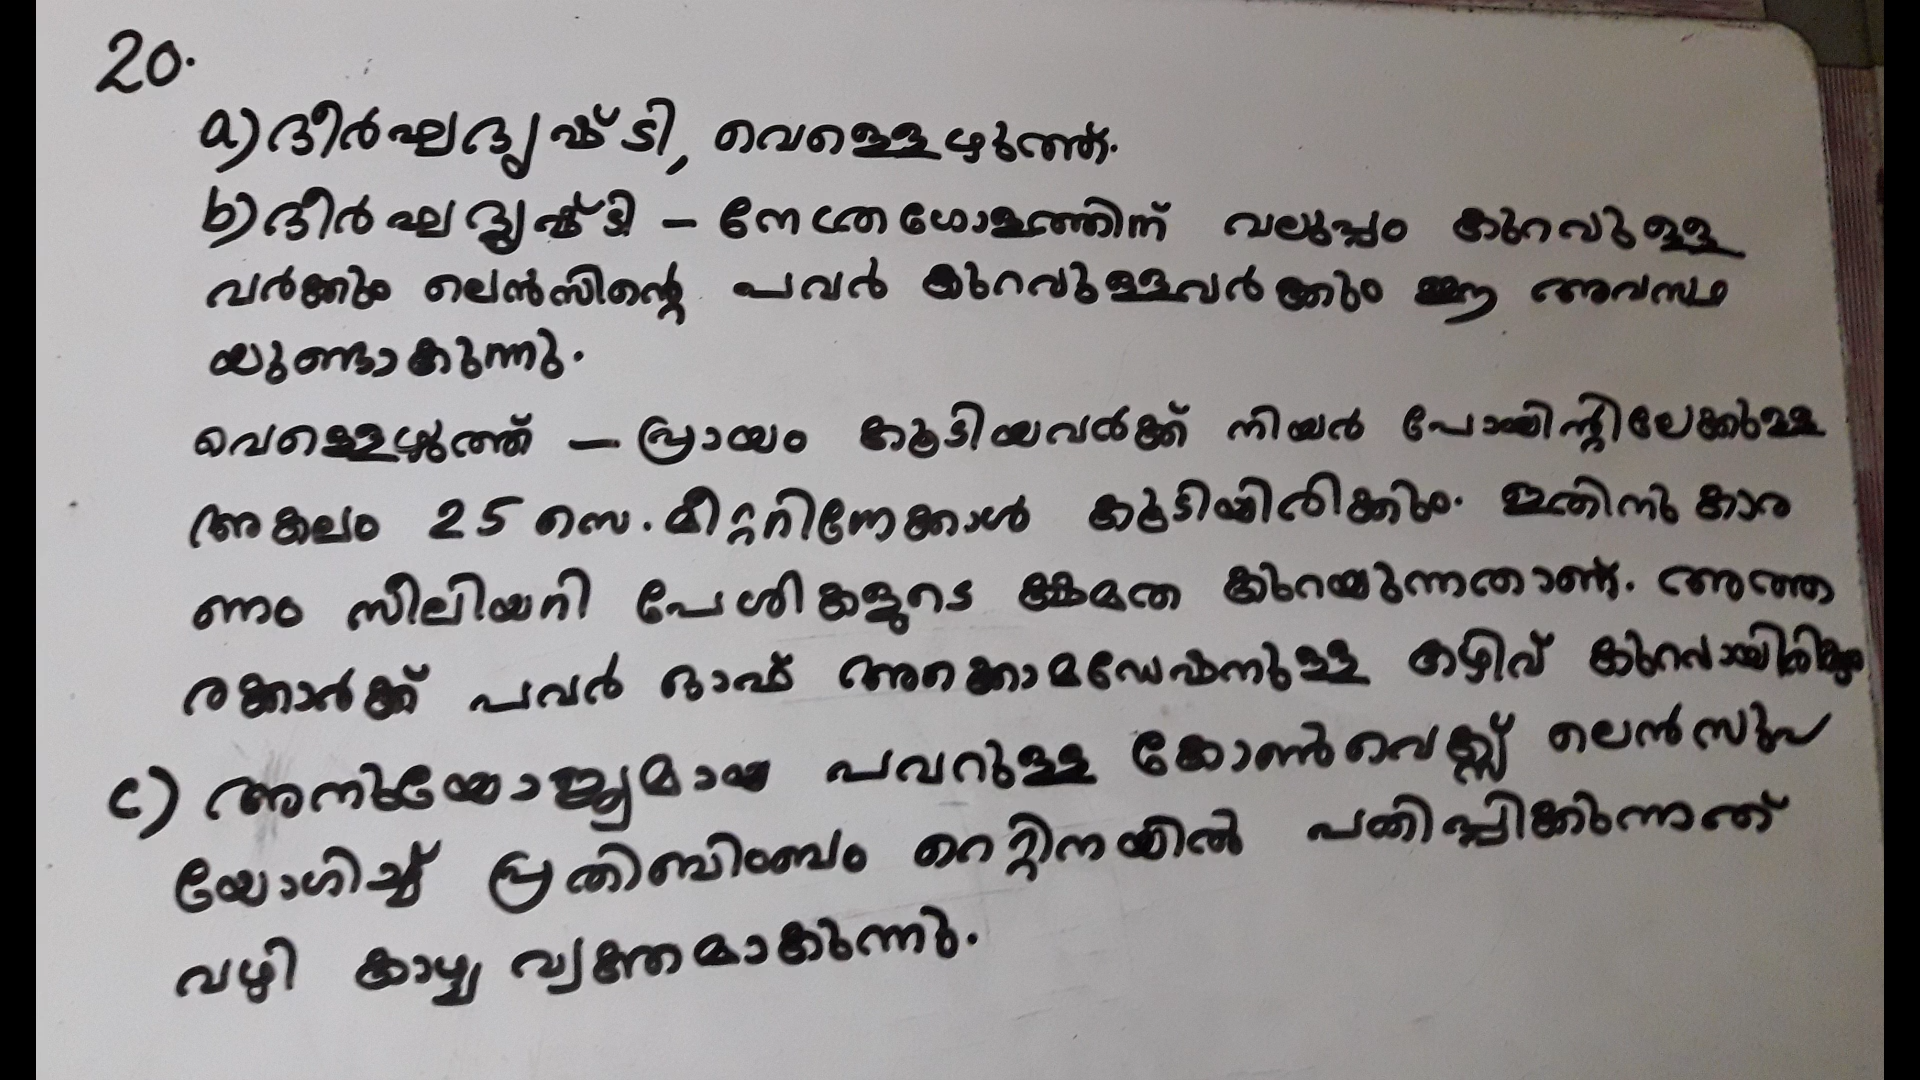 20.
a) ദീർഘദൃഷ്ടി, വെള്ളെഴുത്ത്.
b) ദീർഘദൃഷ്ടി - നേത്രഗോളത്തിന് വലുപ്പം കുറവുള്ള
വർക്കും ലെൻസിന്റെ പവർ കുറവുള്ളവർക്കും ഈ അവസ്ഥ
യുണ്ടാകുന്നു.
വെള്ളെഴുത്ത് - പ്രായം കൂടിയവർക്ക് നിയർ പോയിന്റിലേക്കുള്ള
അകലം 25 സെ.മീറ്ററിനേക്കാൾ കൂടിയിരിക്കും. ഇതിനു കാര
ണം സീലിയറി പേശികളുടെ ക്ഷമത കുറയുന്നതാണ്. അത്ത
രക്കാർക്ക് പവർ ഓഫ് അക്കൊമഡേഷനുള്ള കഴിവ് കുറവായിരിക്കും
c) അനുയോജ്യമായ പവറുള്ള കോൺവെക്സ് ലെൻസുപ
യോഗിച്ച് പ്രതിബിംബം റെറ്റിനയിൽ പതിപ്പിക്കുന്നത്
വഴി കാഴ്ച വ്യക്തമാകുന്നു.